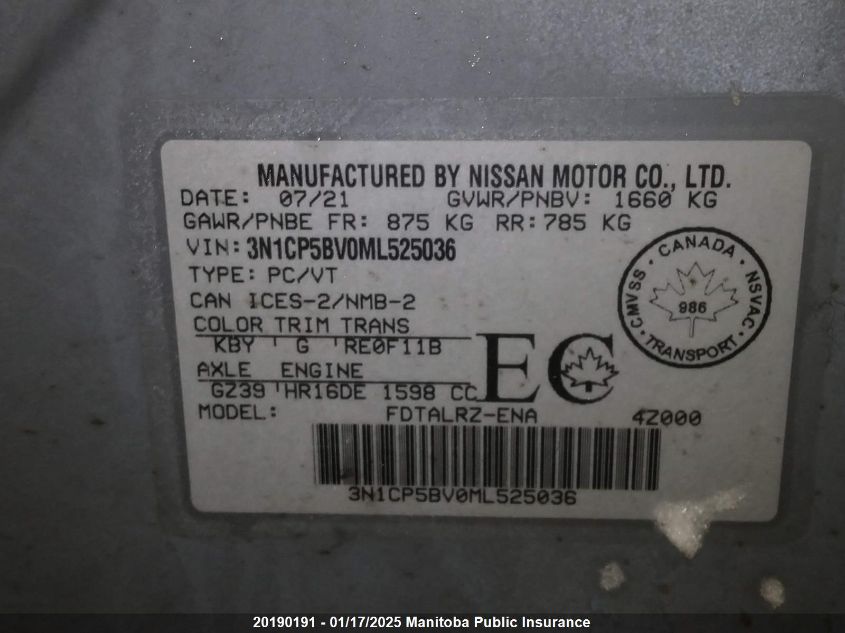 MANUFACTURED BY NISSAN MOTOR CO., LTD.
DATE: 07/21 GVWR/PNBV: 1660 KG
GAWR/PNBE FR: 875 KG RR: 785 KG
VIN: 3N1CP5BV0ML525036
TYPE: PC/VT
CAN ICES-2/NMB-2
COLOR TRIM TRANS
KBY G RE0F11B
AXLE ENGINE
GZ39 HR16DE 1598 CC
MODEL: FDTALRZ-ENA 4Z000
3N1CP5BV0ML525036
EC
CANADA
CMVSS
NSVAC
986
TRANSPORT
20190191 - 01/17/2025 Manitoba Public Insurance